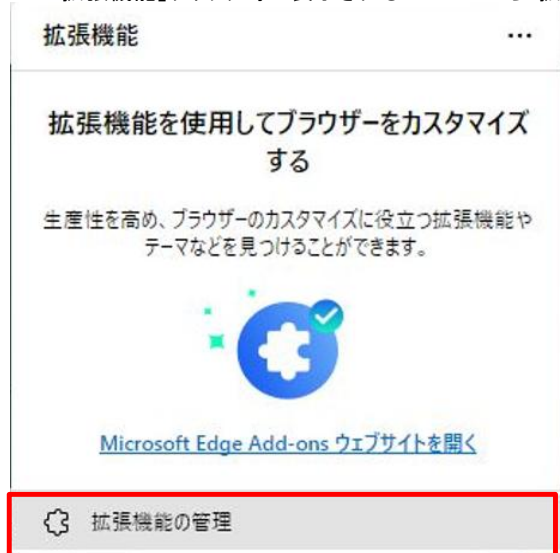 拡張機能 …
拡張機能を使用してブラウザーをカスタマイズ
する
生産性を高め、ブラウザーのカスタマイズに役立つ拡張機能や
テーマなどを見つけることができます。
Microsoft Edge Add-ons ウェブサイトを開く
拡張機能の管理